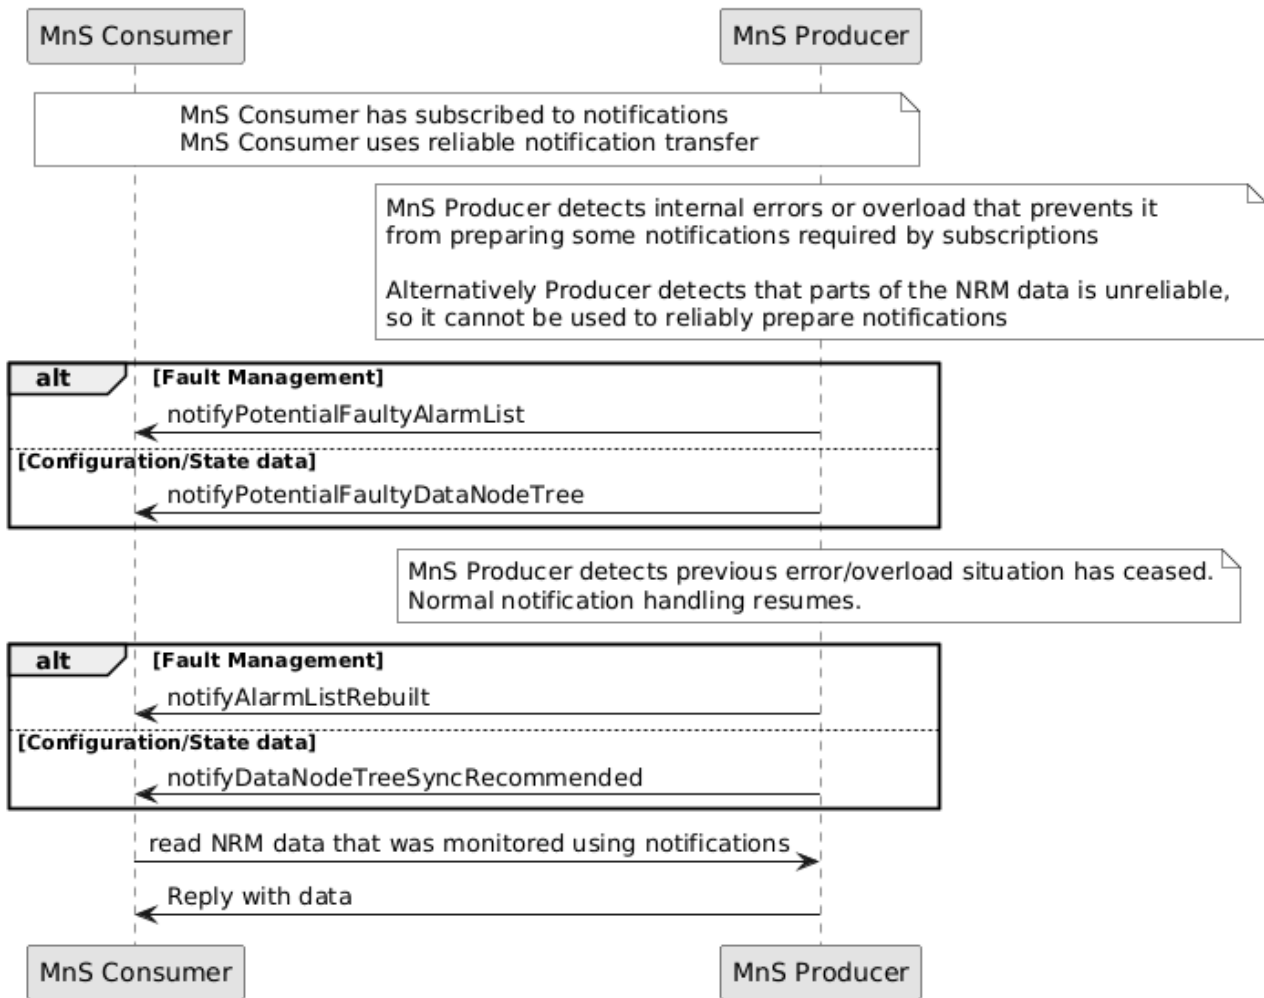 MnS Consumer
MnS Producer
MnS Consumer has subscribed to notifications
MnS Consumer uses reliable notification transfer
MnS Producer detects internal errors or overload that prevents it
from preparing some notifications required by subscriptions
Alternatively Producer detects that parts of the NRM data is unreliable,
so it cannot be used to reliably prepare notifications
alt
[Fault Management]
notifyPotentialFaultyAlarmList
[Configuration/State data]
notifyPotentialFaultyDataNodeTree
MnS Producer detects previous error/overload situation has ceased.
Normal notification handling resumes.
alt
[Fault Management]
notifyAlarmListRebuilt
[Configuration/State data]
notifyDataNodeTreeSyncRecommended
read NRM data that was monitored using notifications
Reply with data
MnS Consumer
MnS Producer